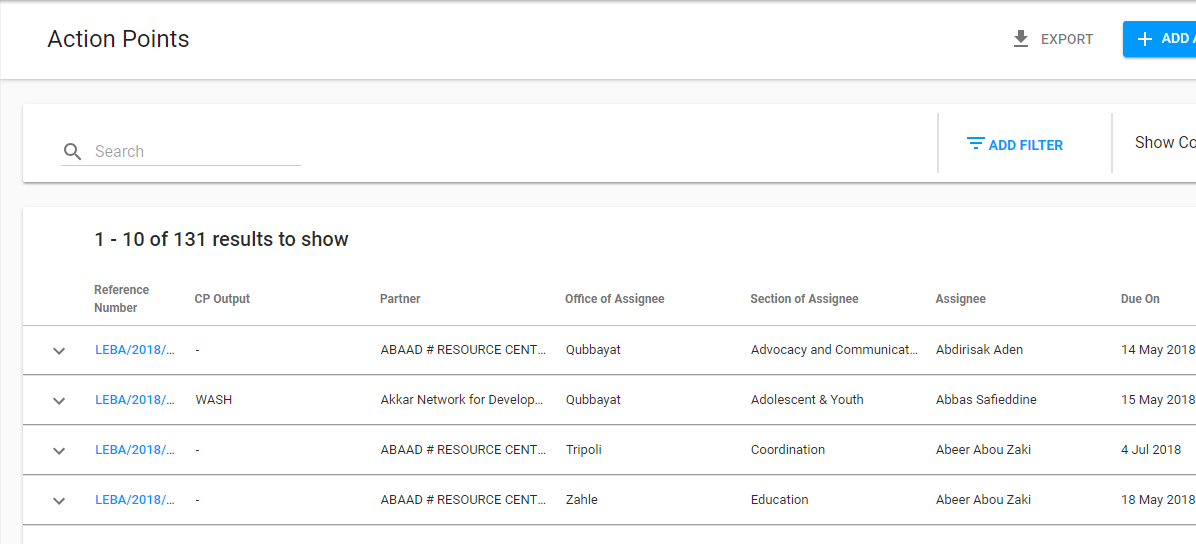 Action Points
EXPORT
ADD A
Search
ADD FILTER
Show Co
1 - 10 of 131 results to show
Reference Number CP Output Partner Office of Assignee Section of Assignee Assignee Due On
LEBA/2018/... - ABAAD # RESOURCE CENT... Qubbayat Advocacy and Communicat... Abdirisak Aden 14 May 2018
LEBA/2018/... WASH Akkar Network for Develop... Qubbayat Adolescent & Youth Abbas Safieddine 15 May 2018
LEBA/2018/... - ABAAD # RESOURCE CENT... Tripoli Coordination Abeer Abou Zaki 4 Jul 2018
LEBA/2018/... - ABAAD # RESOURCE CENT... Zahle Education Abeer Abou Zaki 18 May 2018